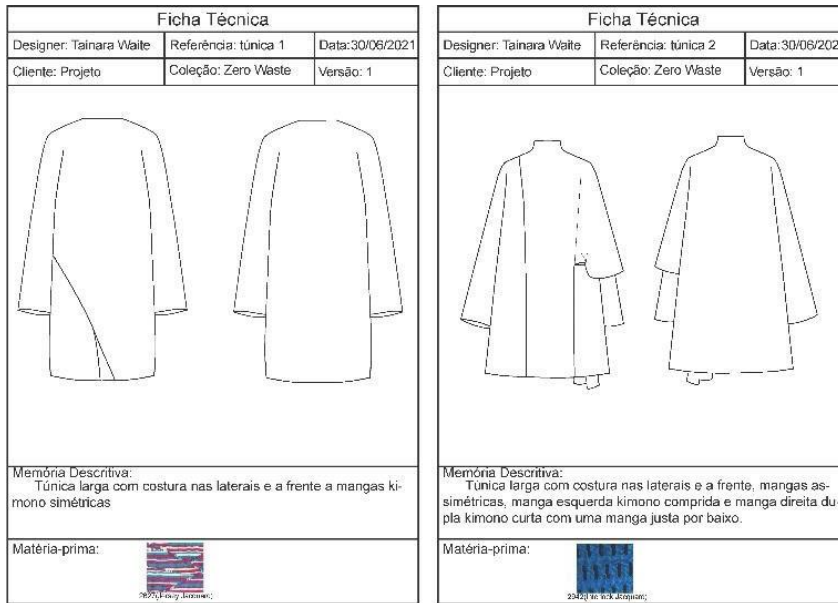 Ficha Técnica
Designer: Tainara Waite
Referência: túnica 1
Data:30/06/2021
Cliente: Projeto
Coleção: Zero Waste
Versão: 1
Memória Descritiva:
Túnica larga com costura nas laterais e a frente a mangas ki-
mono simétricas
Matéria-prima:
Ficha Técnica
Designer: Tainara Waite
Referência: túnica 2
Data:30/06/202
Cliente: Projeto
Coleção: Zero Waste
Versão: 1
Memória Descritiva:
Túnica larga com costura nas laterais e a frente, mangas as-
simétricas, manga esquerda kimono comprida e manga direita du-
pla kimono curta com uma manga justa por baixo.
Matéria-prima: